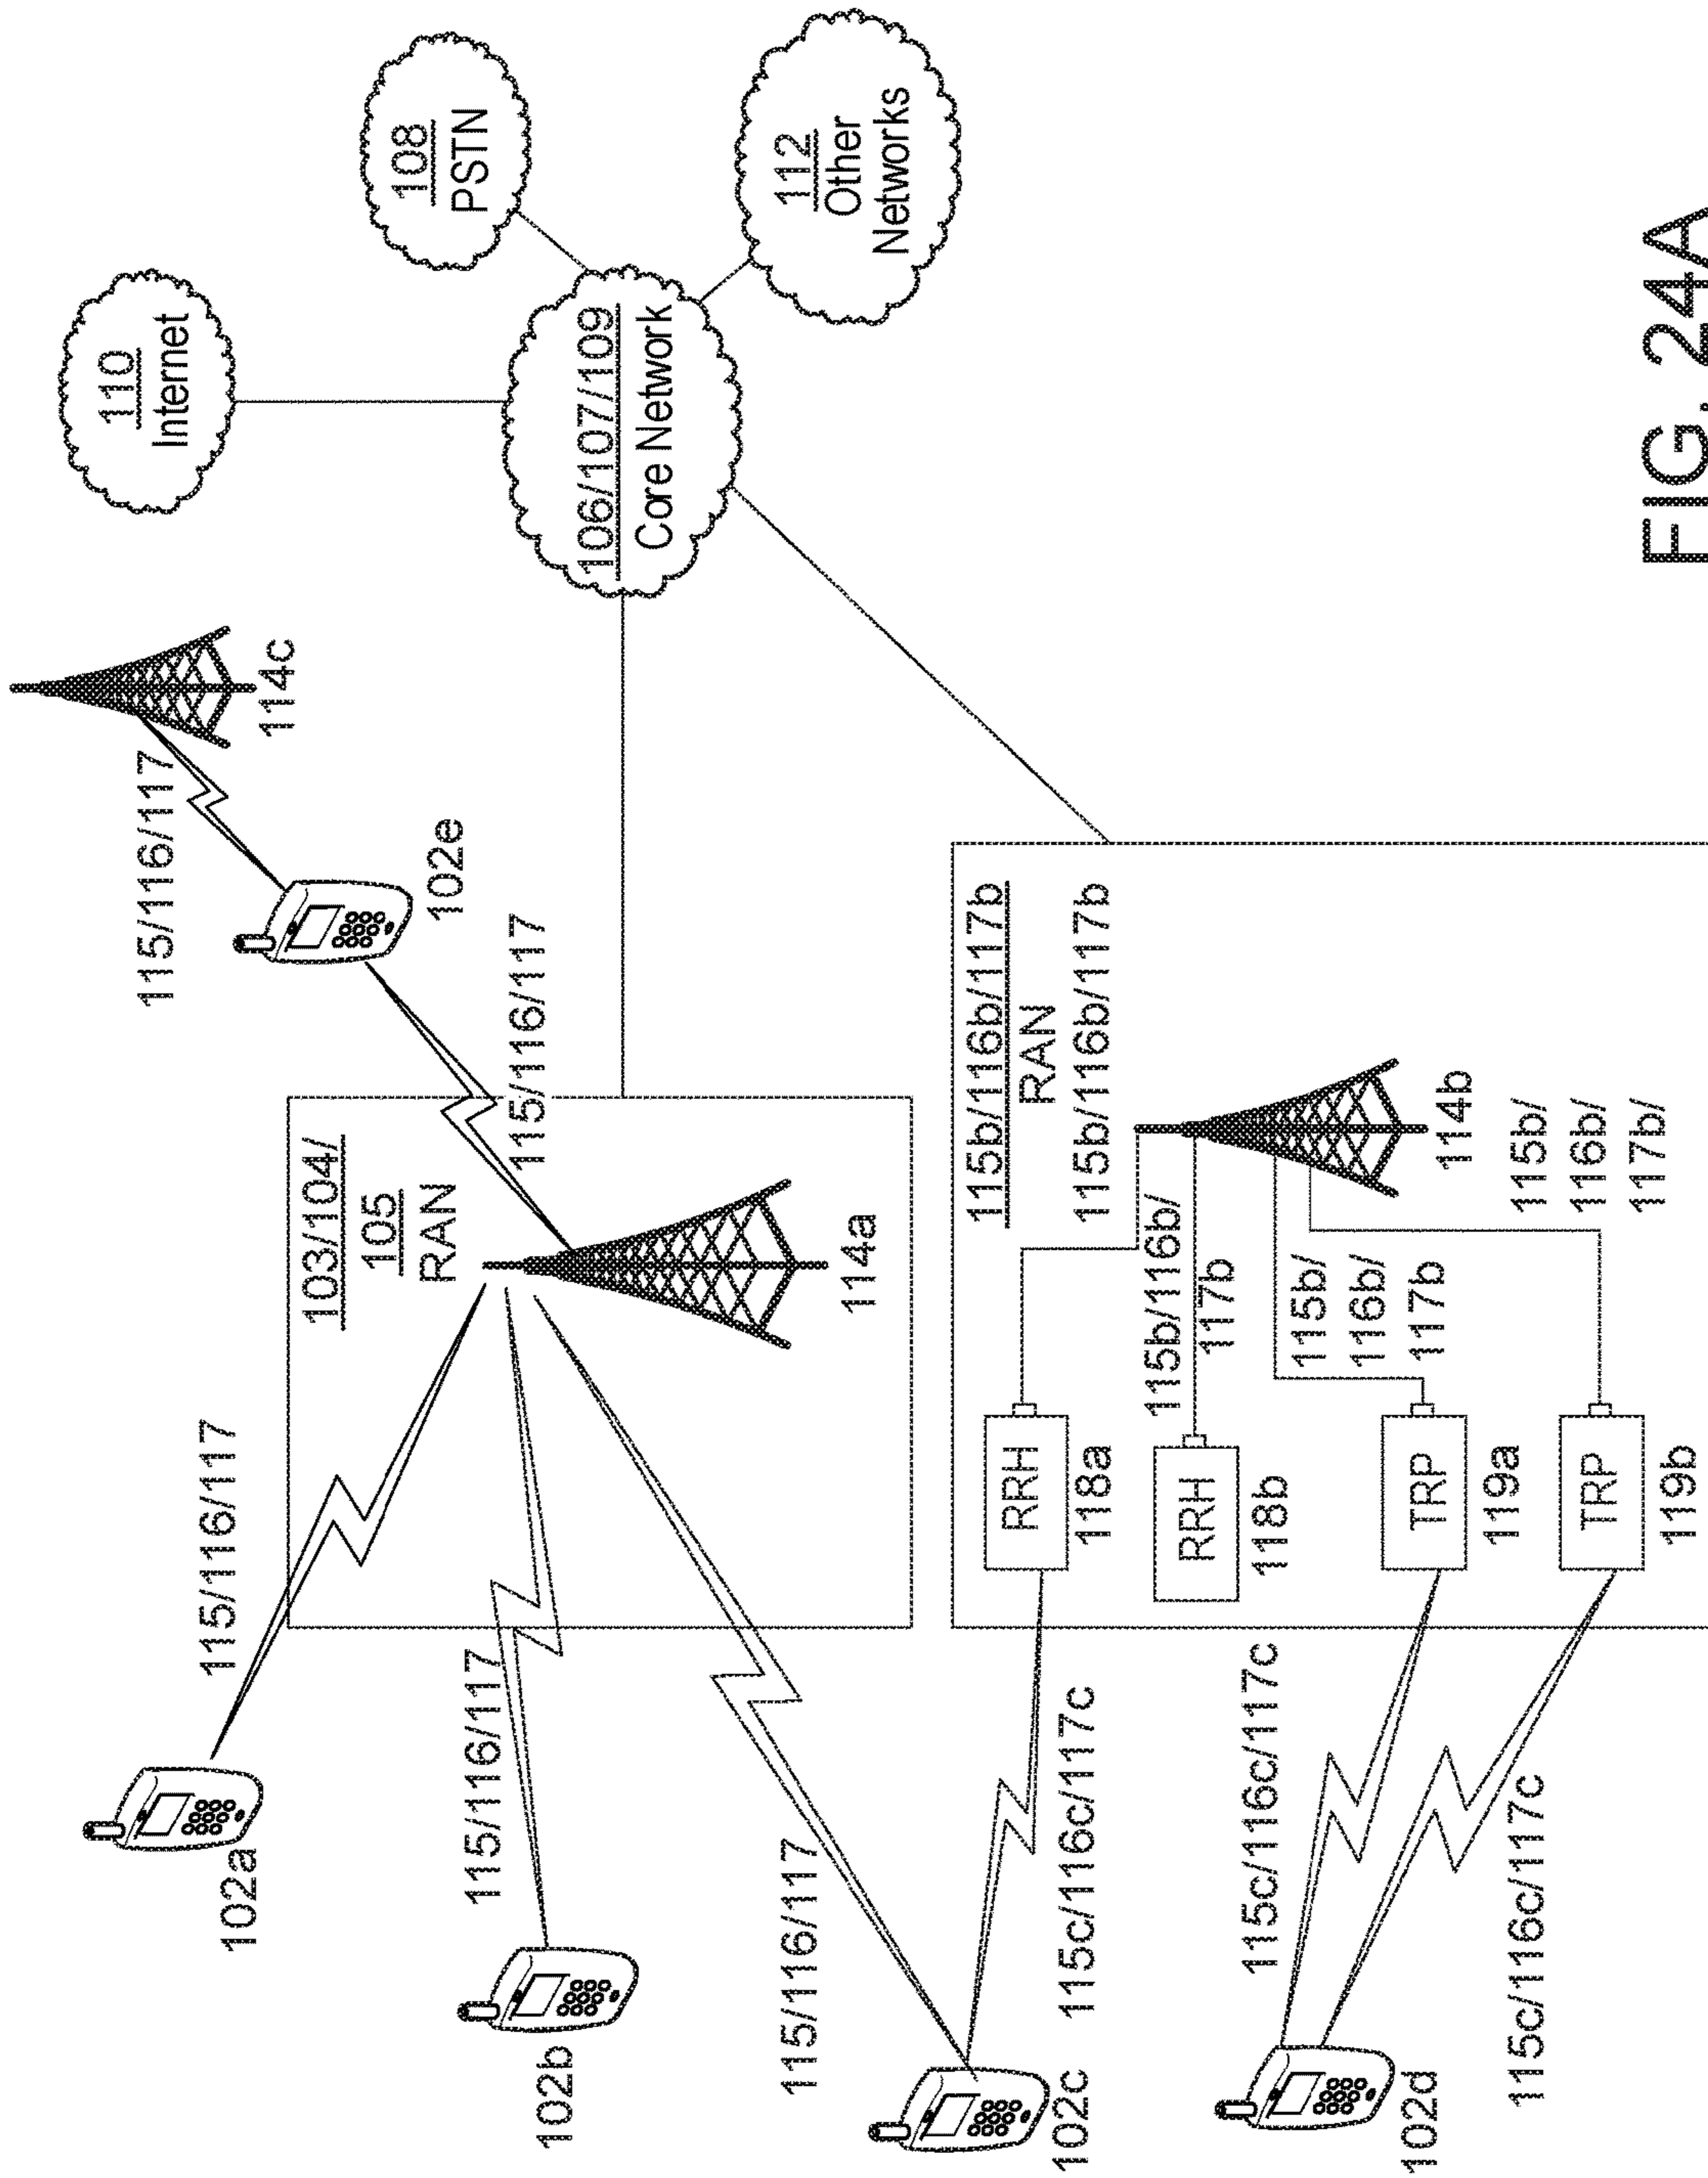 110
Internet
115/116/117
115/116/117
102a
114c
103/104/
105
RAN
108
PSTN
102e
115/116/117
115/116/117
102b
106/107/109
Core Network
112
Other
Networks
115/116/117
114a
115b/116b/117b
RAN
115b/116b/117b
RRH
118a
102c
115c/116c/117c
115b/116b/
117b
RRH
118b
115c/116c/117c
115b/
116b/
117b
TRP
119a
102d
114b
115c/116c/117c
115b/
116b/
117b/
TRP
119b
FIG. 24A